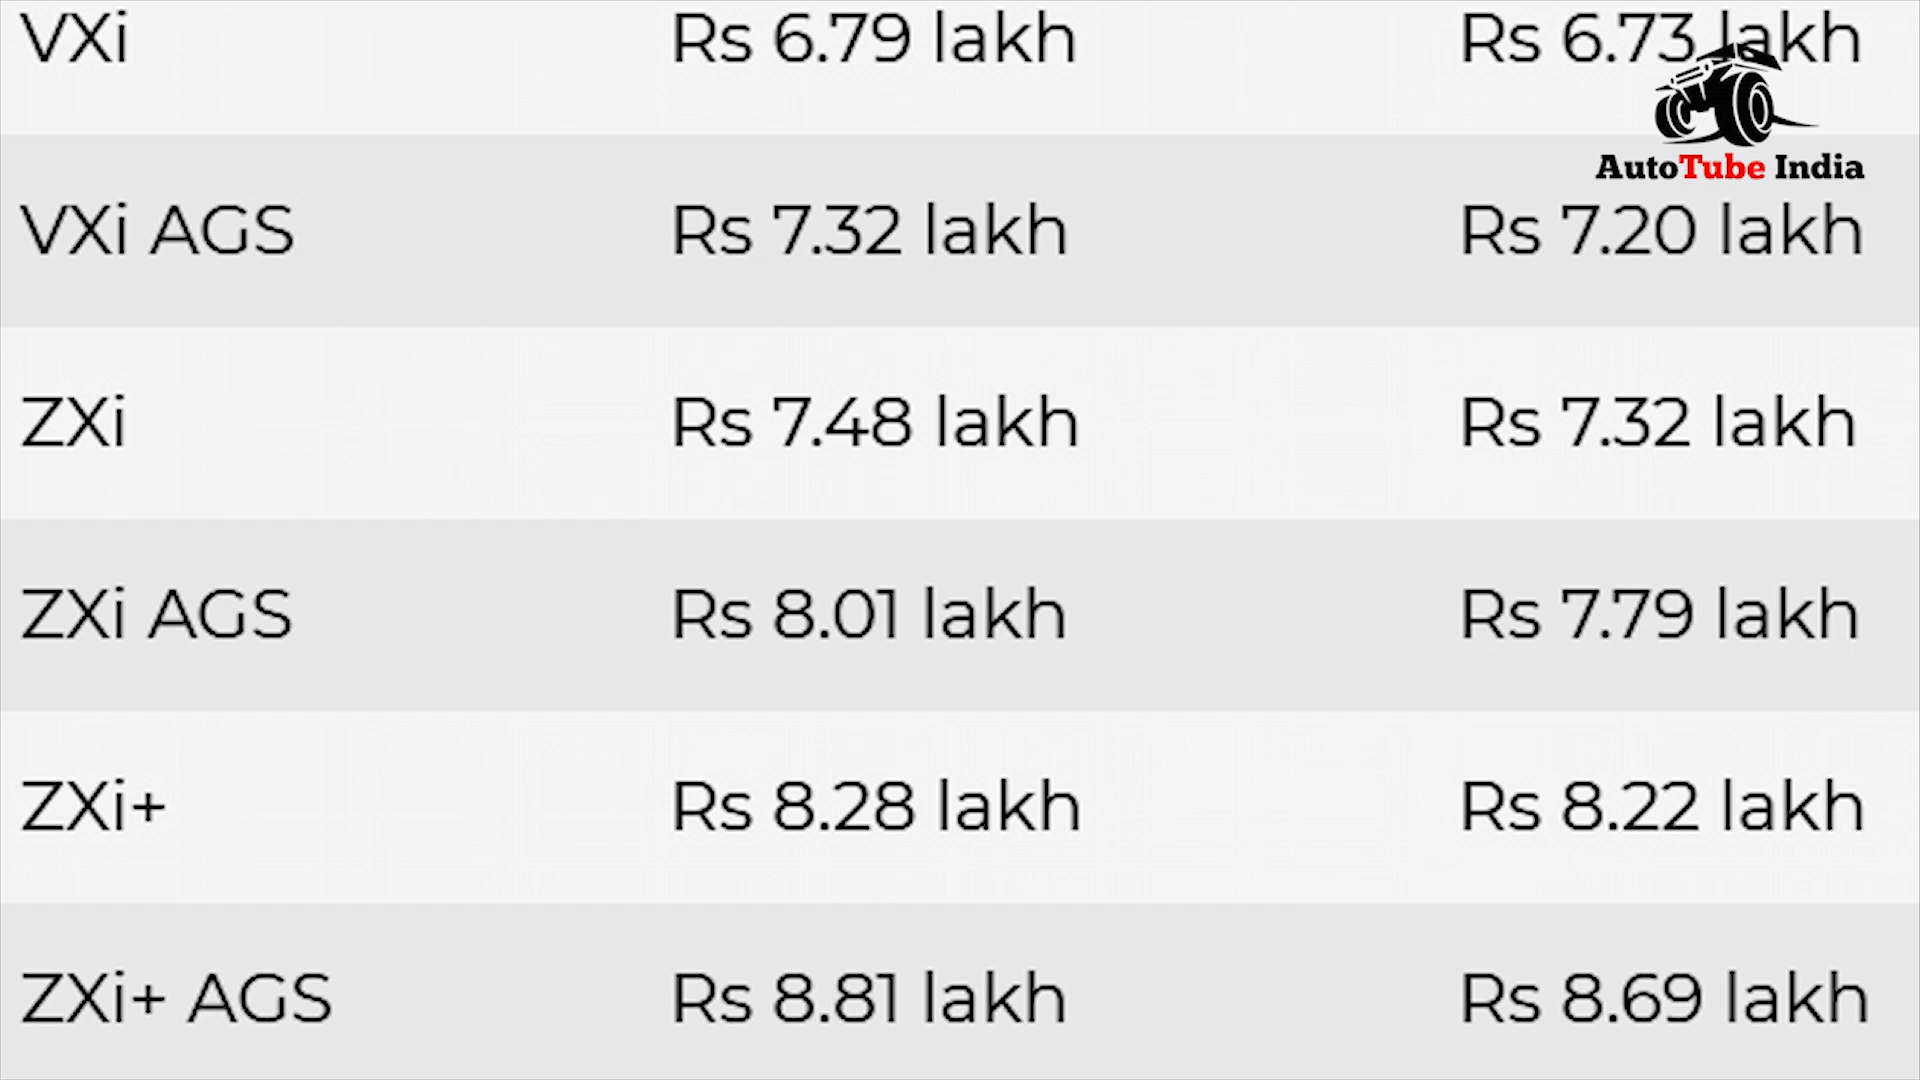 VXi Rs 6.79 lakh Rs 6.73 lakh
AutoTube India
VXi AGS Rs 7.32 lakh Rs 7.20 lakh
ZXi Rs 7.48 lakh Rs 7.32 lakh
ZXi AGS Rs 8.01 lakh Rs 7.79 lakh
ZXi+ Rs 8.28 lakh Rs 8.22 lakh
ZXi+ AGS Rs 8.81 lakh Rs 8.69 lakh